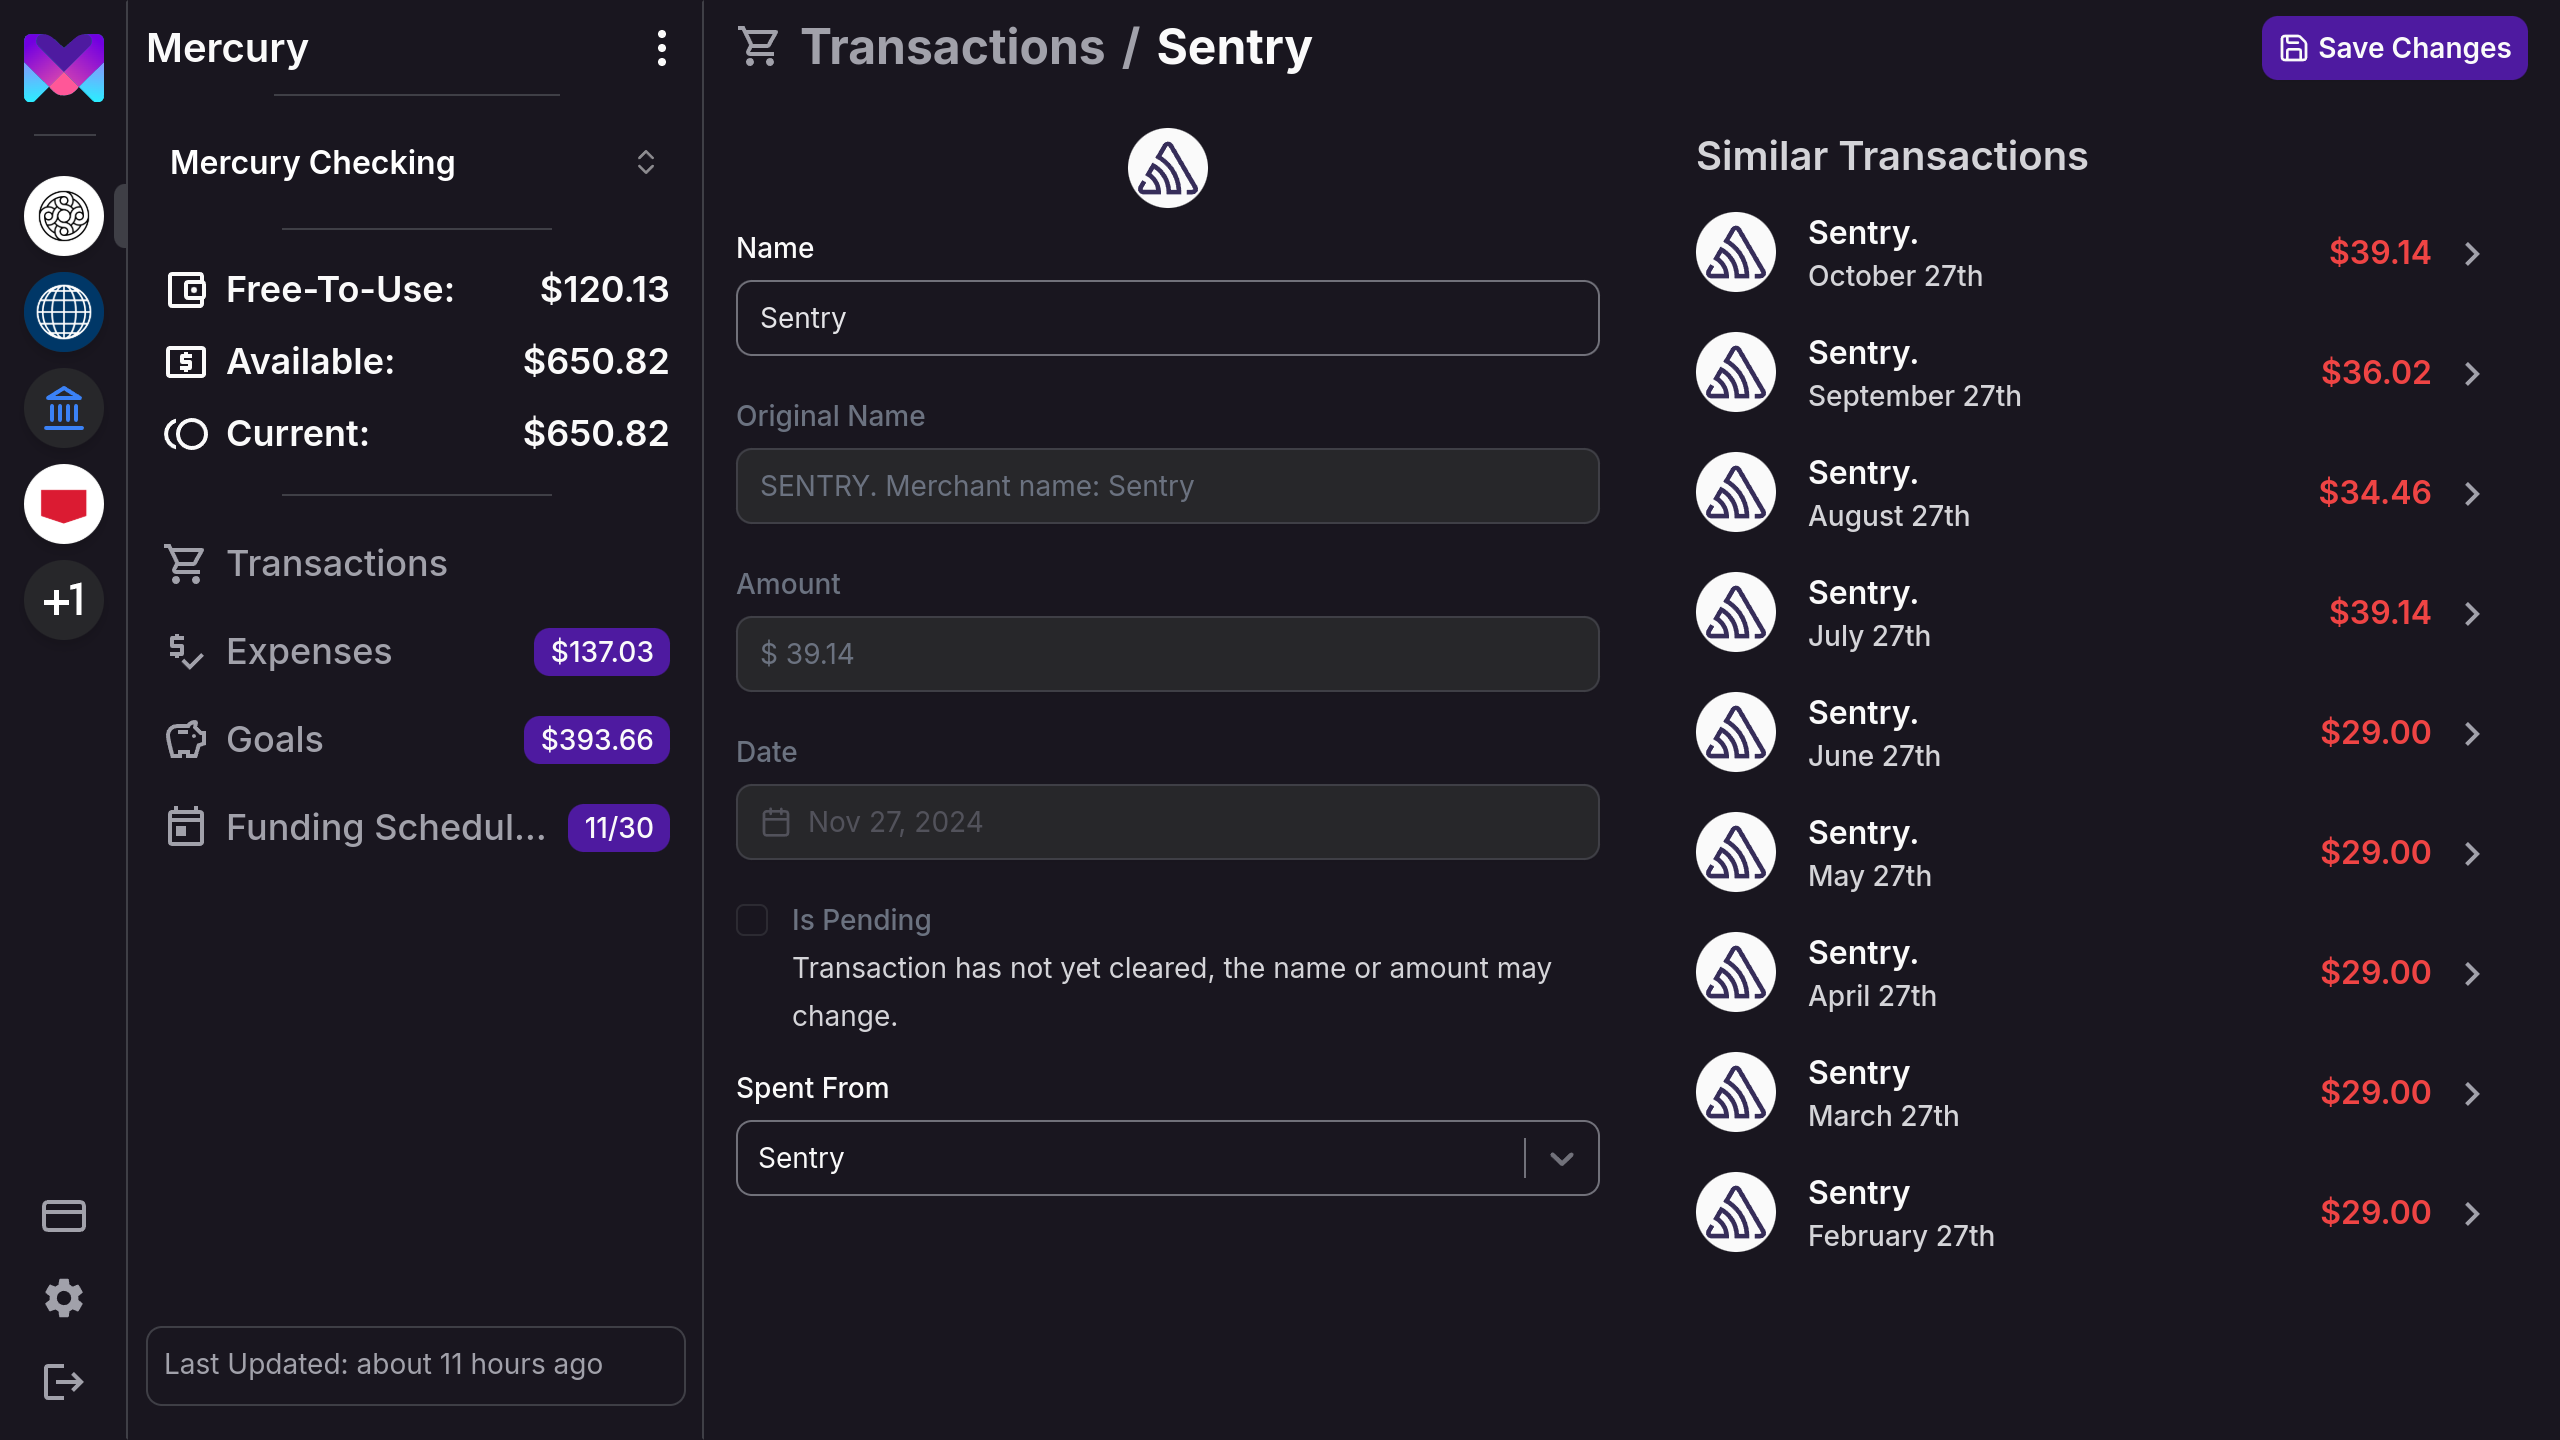 +1
Mercury
Mercury Checking
Free-To-Use: $120.13
Available: $650.82
Current: $650.82
Transactions
Expenses $137.03
Goals $393.66
Funding Schedul... 11/30
Last Updated: about 11 hours ago
Transactions / Sentry
Save Changes
Name
Sentry
Original Name
SENTRY. Merchant name: Sentry
Amount
$ 39.14
Date
Nov 27, 2024
Is Pending
Transaction has not yet cleared, the name or amount may
change.
Spent From
Sentry
Similar Transactions
Sentry.
October 27th
$39.14
Sentry.
September 27th
$36.02
Sentry.
August 27th
$34.46
Sentry.
July 27th
$39.14
Sentry.
June 27th
$29.00
Sentry.
May 27th
$29.00
Sentry.
April 27th
$29.00
Sentry
March 27th
$29.00
Sentry
February 27th
$29.00